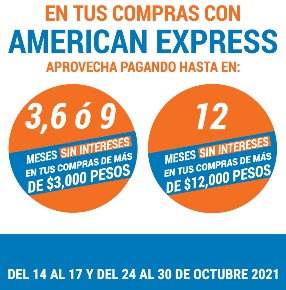 EN TUS COMPRAS CON
AMERICAN EXPRESS
APROVECHA PAGANDO HASTA EN:
3,6 ó 9
MESES SIN INTERESES
EN TUS COMPRAS DE MÁS
DE $3,000 PESOS
12
MESES SIN INTERESES
EN TUS COMPRAS DE MÁS
DE $12,000 PESOS
DEL 14 AL 17 Y DEL 24 AL 30 DE OCTUBRE 2021